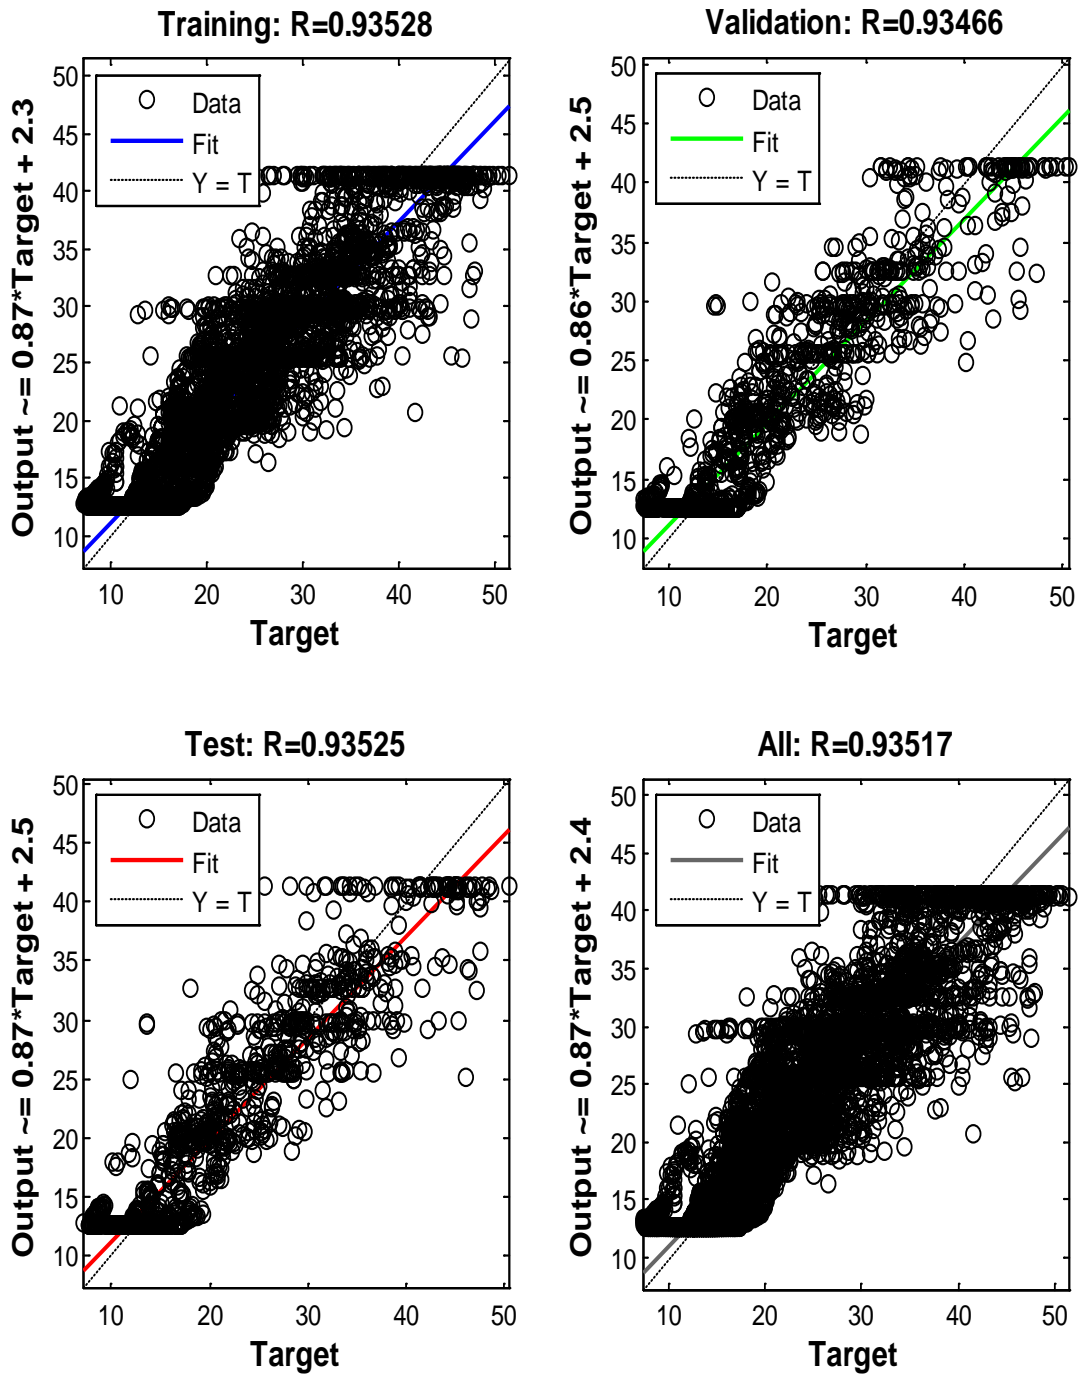 Training: R=0.93528
Output ~= 0.87*Target + 2.3
50
45
40
35
30
25
20
15
10
Data
Fit
Y = T
10 20 30 40 50
Target
Validation: R=0.93466
Output ~= 0.86*Target + 2.5
50
45
40
35
30
25
20
15
10
Data
Fit
Y = T
10 20 30 40 50
Target
Test: R=0.93525
Output ~= 0.87*Target + 2.5
50
45
40
35
30
25
20
15
10
Data
Fit
Y = T
10 20 30 40 50
Target
All: R=0.93517
Output ~= 0.87*Target + 2.4
50
45
40
35
30
25
20
15
10
Data
Fit
Y = T
10 20 30 40 50
Target